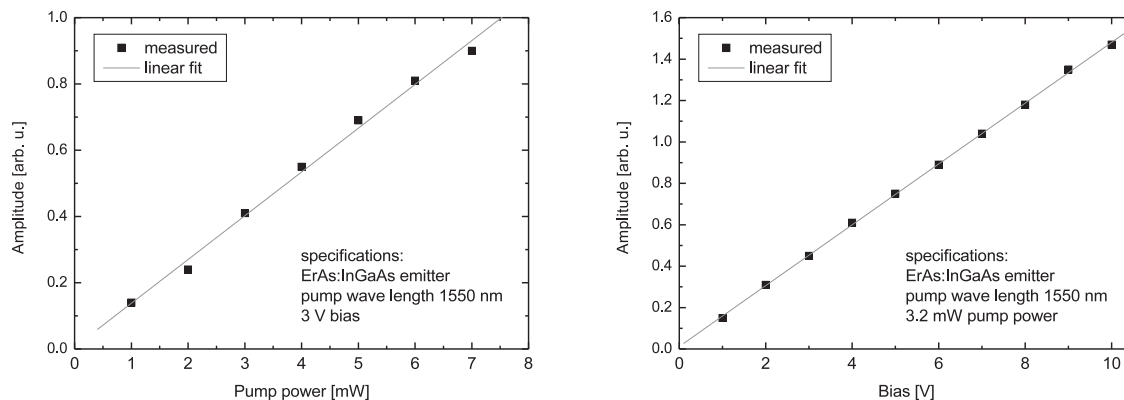 1.0
0.8
0.6
0.4
0.2
0.0
Amplitude [arb. u.]
measured
linear fit
specifications:
ErAs:InGaAs emitter
pump wave length 1550 nm
3 V bias
0 1 2 3 4 5 6 7 8
Pump power [mW]
1.6
1.4
1.2
1.0
0.8
0.6
0.4
0.2
0.0
Amplitude [arb. u.]
measured
linear fit
specifications:
ErAs:InGaAs emitter
pump wave length 1550 nm
3.2 mW pump power
0 2 4 6 8 10
Bias [V]